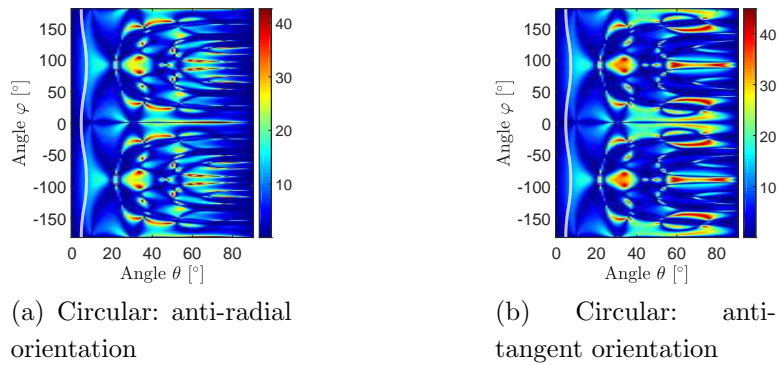 150
100
50
0
-50
-100
-150
Angle φ [°]
0 20 40 60 80
Angle θ [°]
40
30
20
10
(a) Circular: anti-radial
orientation
150
100
50
0
-50
-100
-150
Angle φ [°]
0 20 40 60 80
Angle θ [°]
40
30
20
10
(b) Circular: anti-
tangent orientation